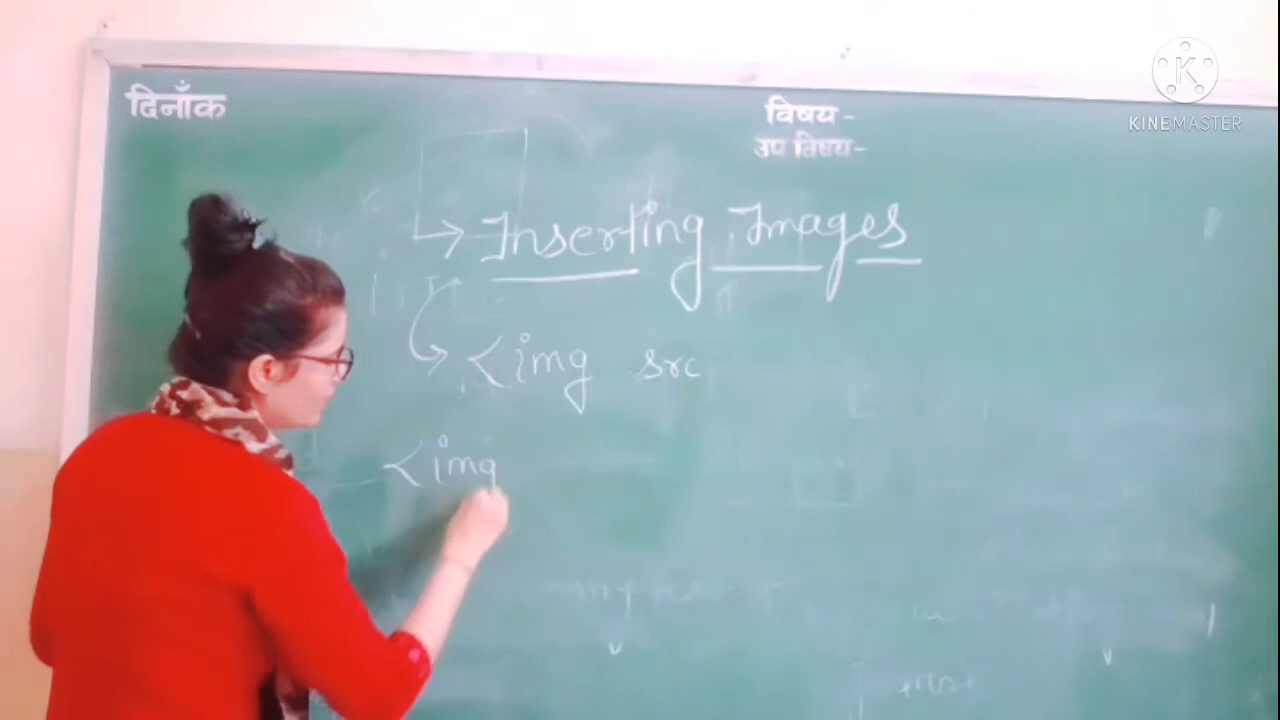 दिनाँक
विषय-
उप विषय-
K
KINEMASTER
→ Inserting Images
<img src
<img